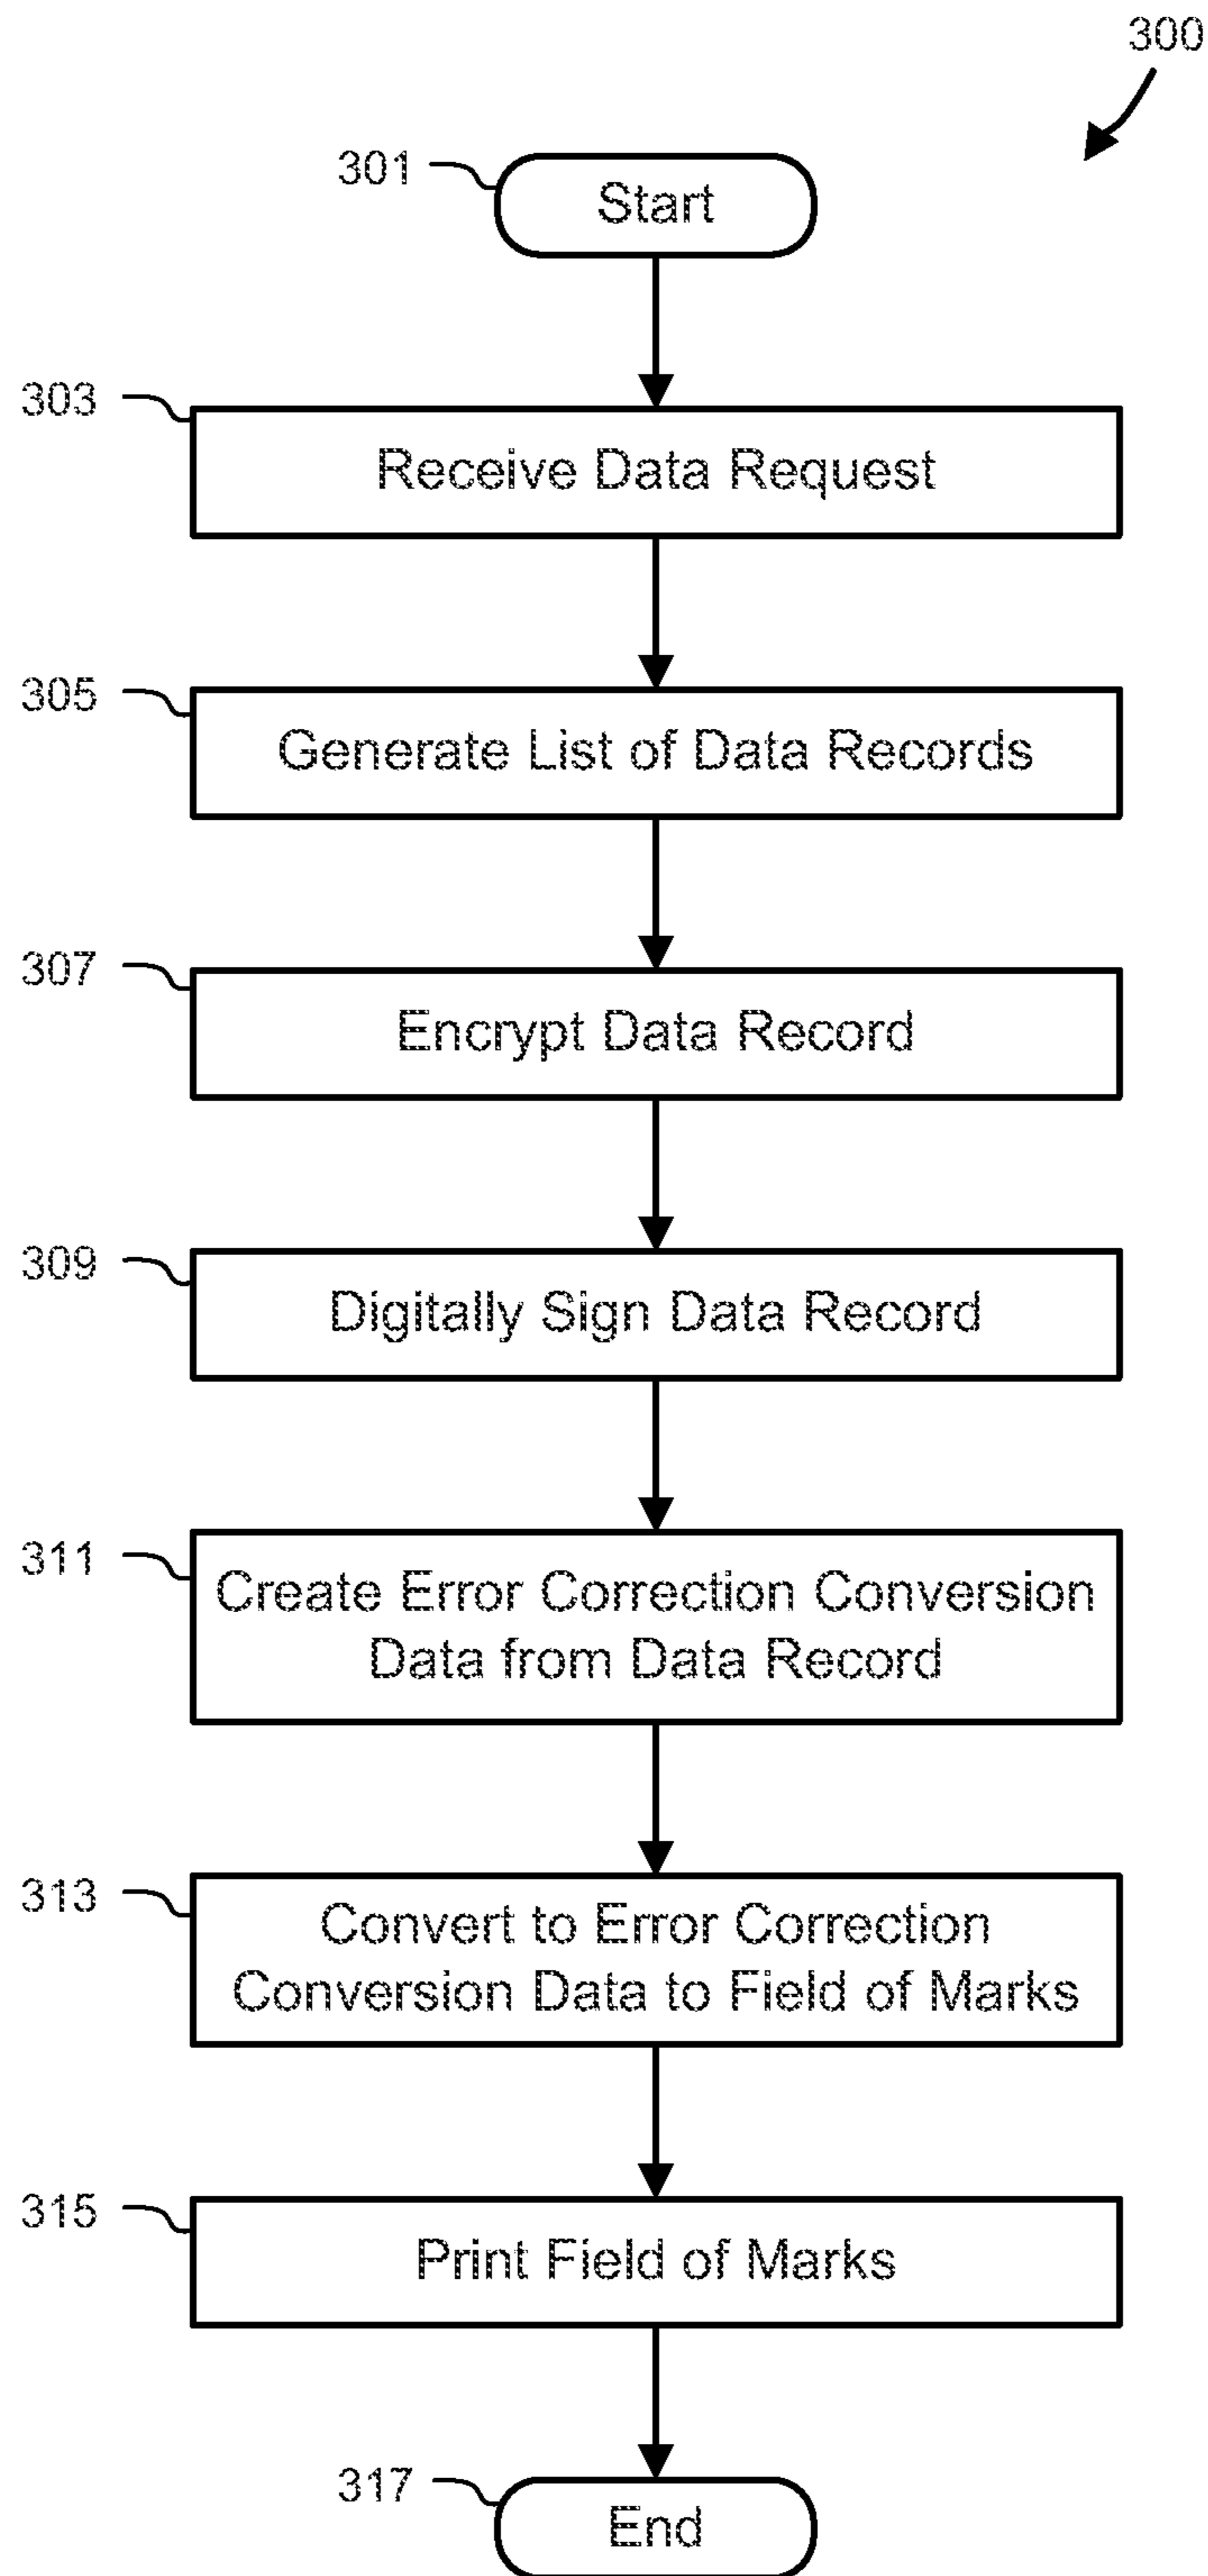 300
301
Start
303
Receive Data Request
305
Generate List of Data Records
307
Encrypt Data Record
309
Digitally Sign Data Record
311
Create Error Correction Conversion
Data from Data Record
313
Convert to Error Correction
Conversion Data to Field of Marks
315
Print Field of Marks
317
End